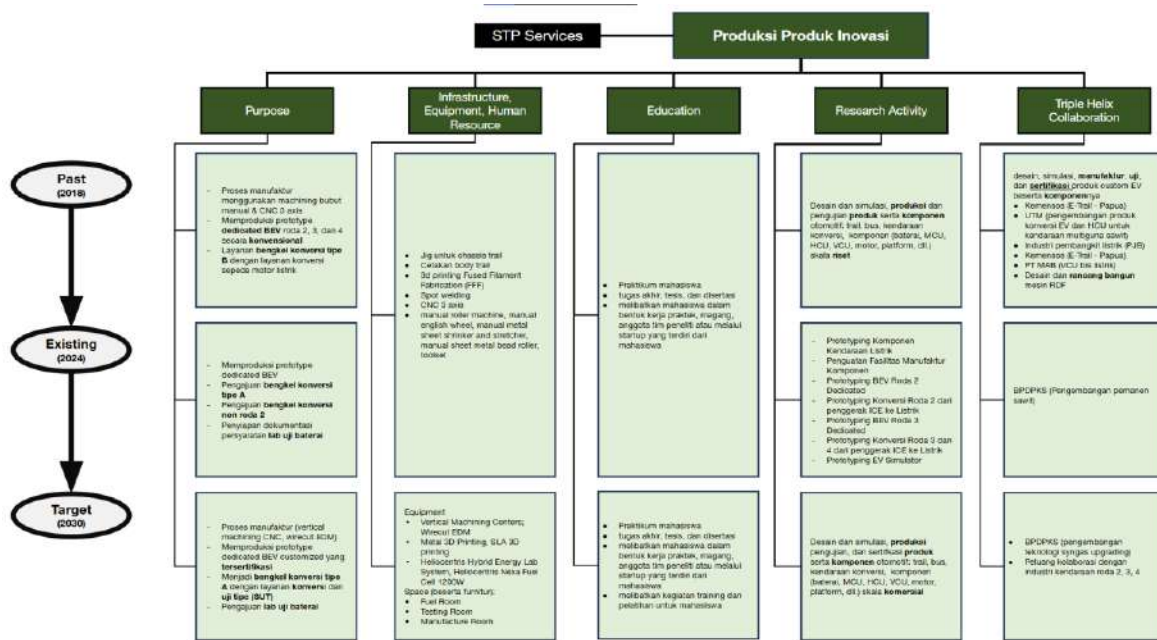 STP Services
Produksi Produk Inovasi
Purpose
Infrastructure,
Equipment, Human
Resource
Education
Research Activity
Triple Helix
Collaboration
Past
(2018)
- Proses manufaktur
menggunakan machining bubut
manual & CNC 3 axis
- Memproduksi prototype
dedicated BEV roda 2, 3, dan 4
secara konvensional
- Layanan bengkel konversi tipe
B dengan layanan konversi
sepeda motor listrik
● Jig untuk chassis trail
● Cetakan body trail
● 3d printing Fused Filament
Fabrication (FFF)
● Spot welding
● CNC 3 axis
● manual roller machine, manual
english wheel, manual metal
sheet shrinker and stretcher,
manual sheet metal bead roller,
toolset
● Praktikum mahasiswa
● tugas akhir, tesis, dan disertasi
● melibatkan mahasiswa dalam
bentuk kerja praktek, magang,
anggota tim peneliti atau melalui
startup yang terdiri dari
mahasiswa
Desain dan simulasi, produksi dan
pengujian produk serta komponen
otomotif: trail, bus, kendaraan
konversi, komponen (baterai, MCU,
HCU, VCU, motor, platform, dll.)
skala riset
desain, simulasi, manufaktur, uji,
dan sertifikasi produk custom EV
beserta komponennya
● Kemensos (E-Trail - Papua)
● UTM (pengembangan produk
konversi EV dan HCU untuk
kendaraan multiguna sawit)
● Industri pembangkit listrik (PJB)
● Kemensos (E-Trail - Papua)
● PT MAB (VCU bis listrik)
● Desain dan rancang bangun
mesin RDF
Existing
(2024)
- Memproduksi prototype
dedicated BEV
- Pengajuan bengkel konversi
tipe A
- Pengajuan bengkel konversi
non roda 2
- Penyiapan dokumentasi
persyaratan lab uji baterai
- Prototyping Komponen
Kendaraan Listrik
- Penguatan Fasilitas Manufaktur
Komponen
- Prototyping BEV Roda 2
Dedicated
- Prototyping Konversi Roda 2 dari
penggerak ICE ke Listrik
- Prototyping BEV Roda 3
Dedicated
- Prototyping Konversi Roda 3 dan
4 dari penggerak ICE ke Listrik
- Prototyping EV Simulator
BPDPKS (Pengembangan pemanen
sawit)
Target
(2030)
- Proses manufaktur (vertical
machining CNC, wirecut EDM)
- Memproduksi prototype
dedicated BEV customized yang
tersertifikasi
- Menjadi bengkel konversi tipe
A dengan layanan konversi dan
uji tipe (SUT)
- Pengajuan lab uji baterai
Equipment
• Vertical Machining Centers;
Wirecut EDM
• Metal 3D Printing, SLA 3D
printing
• Heliocentris Hybrid Energy Lab
System, Heliocentris Nexa Fuel
Cell 1200W
Space (beserta furnitur):
● Fuel Room
● Testing Room
● Manufacture Room
● Praktikum mahasiswa
● tugas akhir, tesis, dan disertasi
● melibatkan mahasiswa dalam
bentuk kerja praktek, magang,
anggota tim peneliti atau melalui
startup yang terdiri dari
mahasiswa
● melibatkan kegiatan training dan
pelatihan untuk mahasiswa
Desain dan simulasi, produksi
pengujian, dan sertifikasi produk
serta komponen otomotif: trail, bus,
kendaraan konversi, komponen
(baterai, MCU, HCU, VCU, motor,
platform, dll.) skala komersial
● BPDPKS (pengembangan
teknologi syngas upgrading)
● Peluang kolaborasi dengan
industri kendaraan roda 2, 3, 4